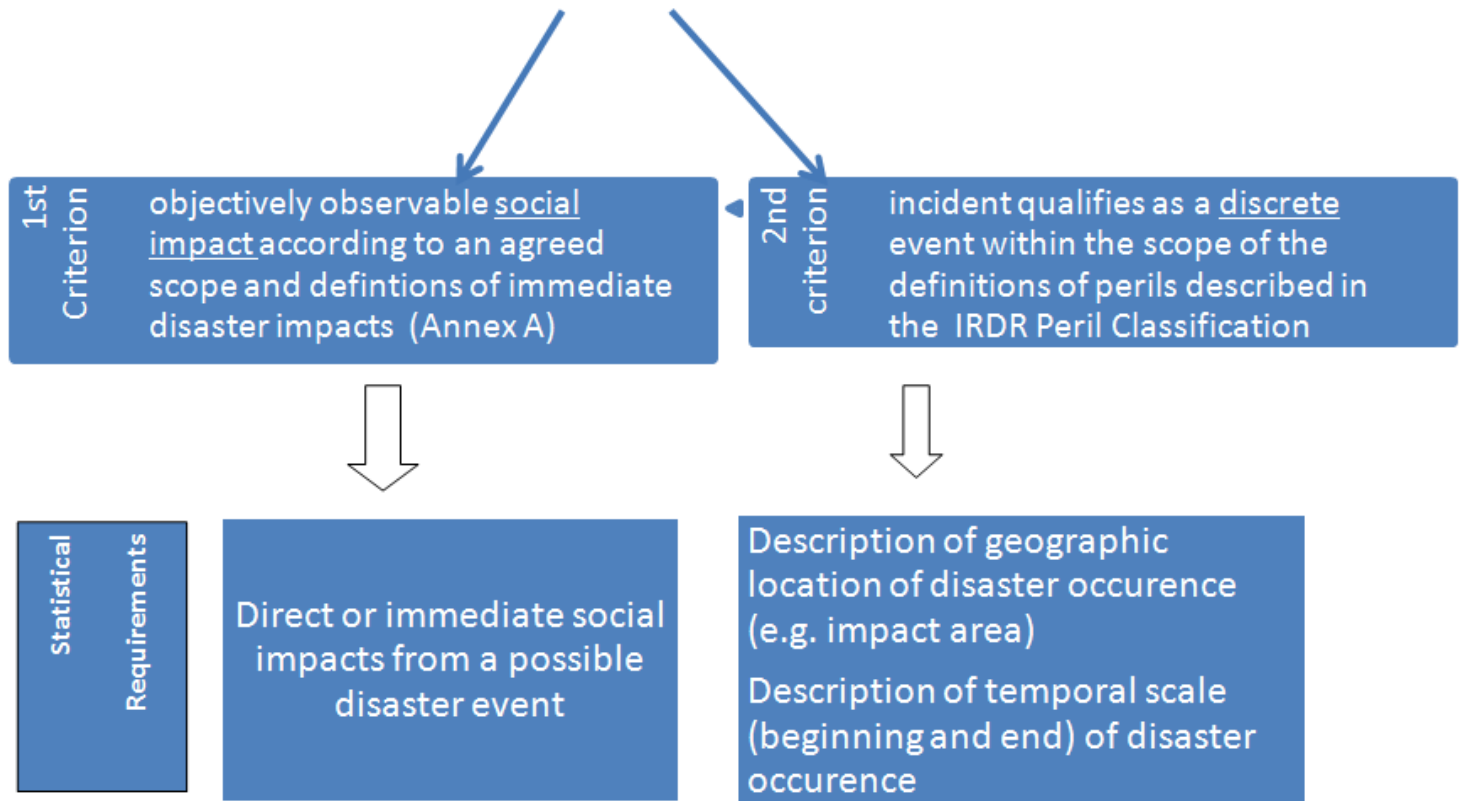 1st
Criterion
objectively observable social
impact according to an agreed
scope and defintions of immediate
disaster impacts (Annex A)
2nd
criterion
incident qualifies as a discrete
event within the scope of the
definitions of perils described in
the IRDR Peril Classification
Statistical
Requirements
Direct or immediate social
impacts from a possible
disaster event
Description of geographic
location of disaster occurence
(e.g. impact area)
Description of temporal scale
(beginning and end) of disaster
occurence